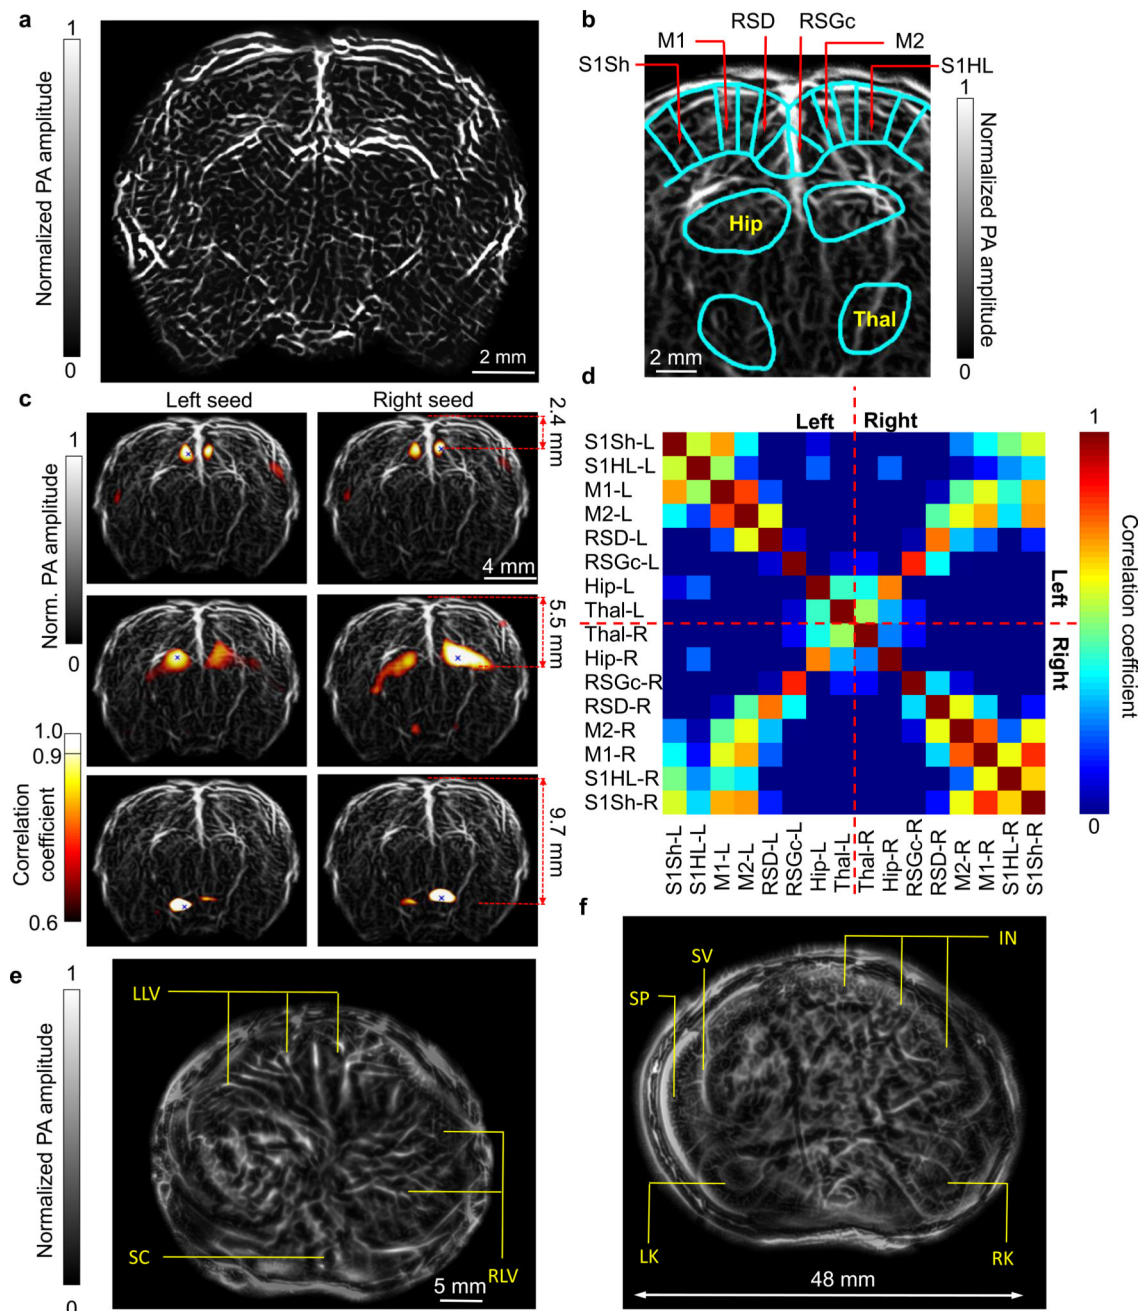 a
1
Normalized PA amplitude
0
2 mm
b
RSD
RSGc
M1
M2
S1Sh
S1HL
Hip
Thal
2 mm
1
Normalized PA amplitude
0
c
Left seed
Right seed
1
Norm. PA amplitude
0
1.0
0.9
Correlation
coefficient
0.6
2.4 mm
4 mm
5.5 mm
9.7 mm
d
Left
Right
S1Sh-L
S1HL-L
M1-L
M2-L
RSD-L
RSGc-L
Hip-L
Thal-L
Thal-R
Hip-R
RSGc-R
RSD-R
M2-R
M1-R
S1HL-R
S1Sh-R
Left
Right
1
Correlation coefficient
0
S1Sh-L
S1HL-L
M1-L
M2-L
RSD-L
RSGc-L
Hip-L
Thal-L
Thal-R
Hip-R
RSGc-R
RSD-R
M2-R
M1-R
S1HL-R
S1Sh-R
e
1
Normalized PA amplitude
0
LLV
SC
RLV
5 mm
f
IN
SV
SP
LK
RK
48 mm